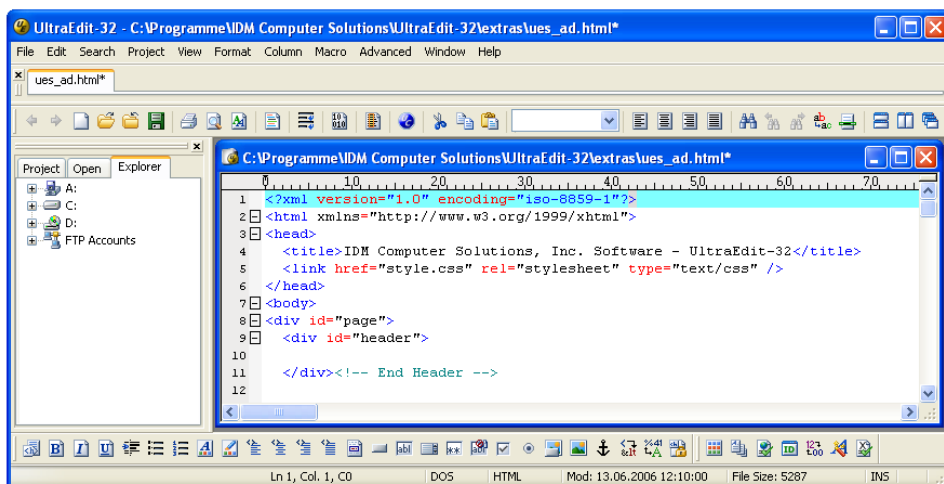 UltraEdit-32 - C:\Programme\IDM Computer Solutions\UltraEdit-32\extras\ues_ad.html*
File Edit Search Project View Format Column Macro Advanced Window Help
ues_ad.html*
Project Open Explorer
A:
C:
D:
FTP Accounts
C:\Programme\IDM Computer Solutions\UltraEdit-32\extras\ues_ad.html*
0 10 20 30 40 50 60 70
1 <?xml version="1.0" encoding="iso-8859-1"?>
2 <html xmlns="http://www.w3.org/1999/xhtml">
3 <head>
4 <title>IDM Computer Solutions, Inc. Software - UltraEdit-32</title>
5 <link href="style.css" rel="stylesheet" type="text/css" />
6 </head>
7 <body>
8 <div id="page">
9 <div id="header">
10
11 </div><!-- End Header -->
12
Ln 1, Col. 1, C0 DOS HTML Mod: 13.06.2006 12:10:00 File Size: 5287 INS